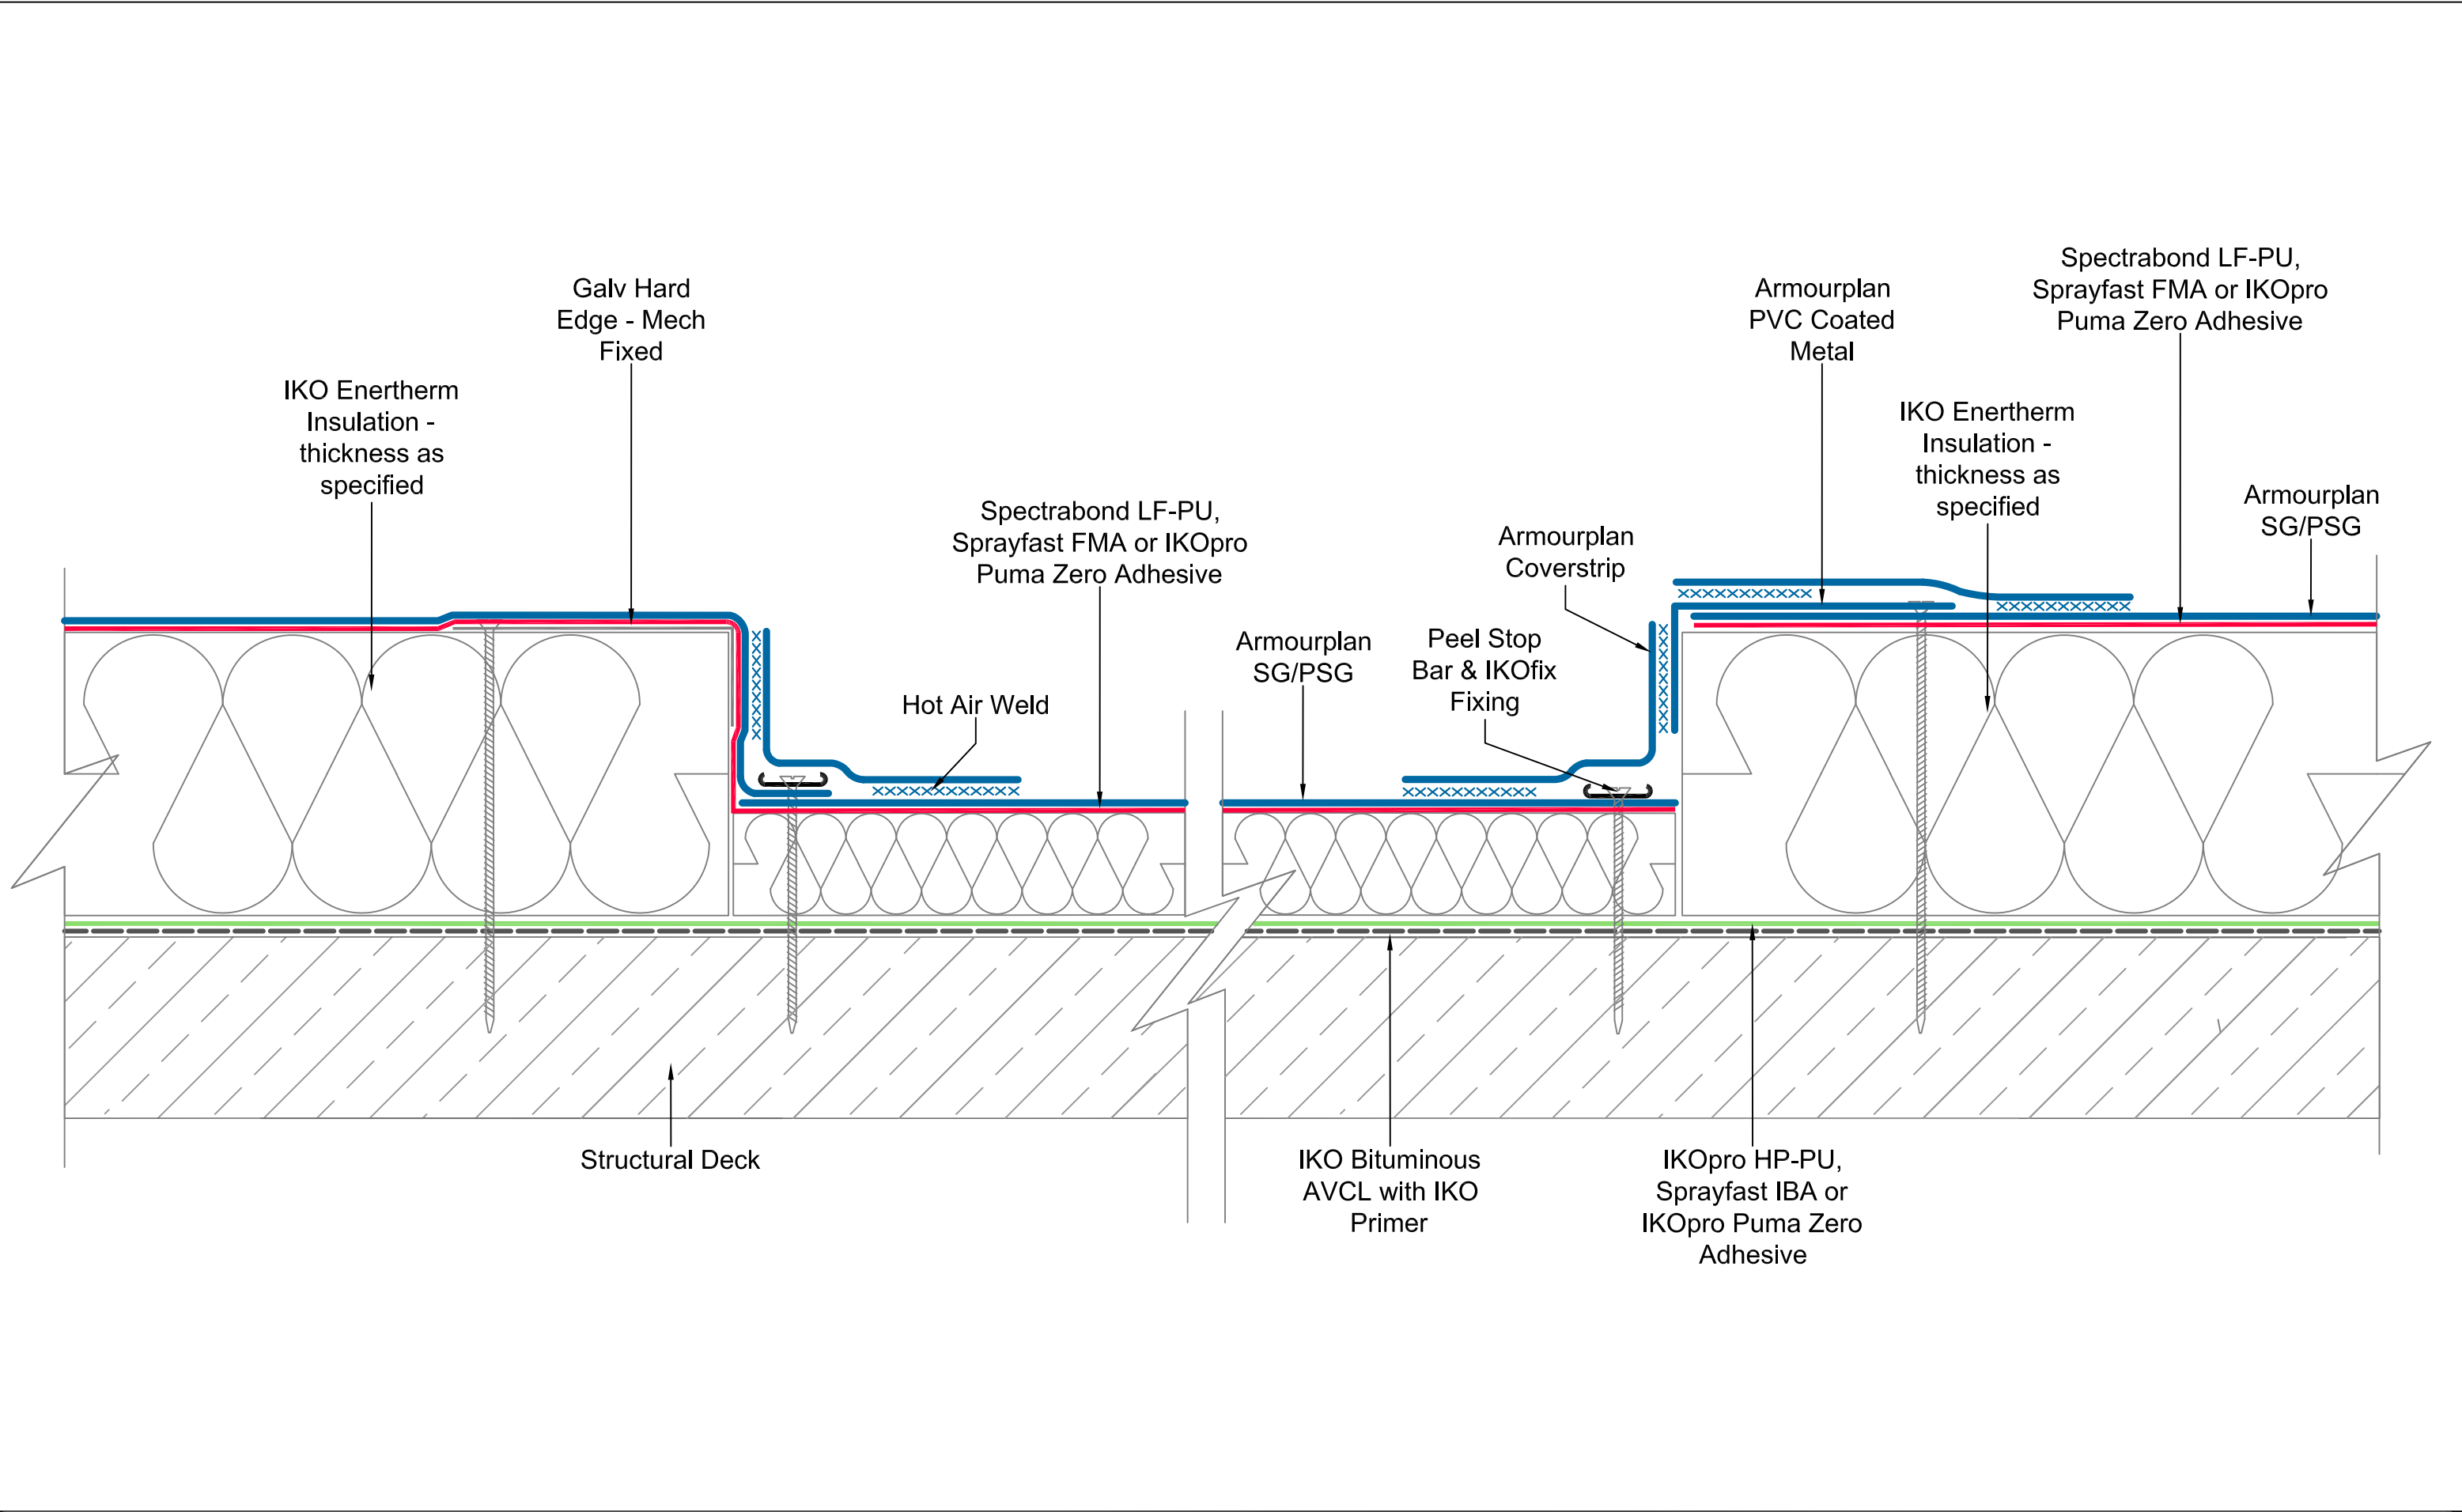 Galv Hard
Edge - Mech
Fixed
IKO Enertherm
Insulation -
thickness as
specified
Spectrabond LF-PU,
Sprayfast FMA or IKOpro
Puma Zero Adhesive
Hot Air Weld
Armourplan
SG/PSG
Peel Stop
Bar & IKOfix
Fixing
Armourplan
Coverstrip
Armourplan
PVC Coated
Metal
Spectrabond LF-PU,
Sprayfast FMA or IKOpro
Puma Zero Adhesive
IKO Enertherm
Insulation -
thickness as
specified
Armourplan
SG/PSG
Structural Deck
IKO Bituminous
AVCL with IKO
Primer
IKOpro HP-PU,
Sprayfast IBA or
IKOpro Puma Zero
Adhesive